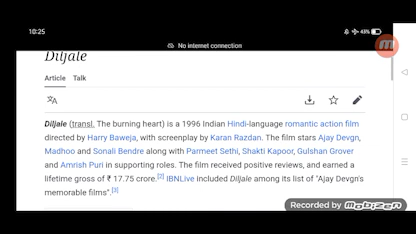 10:25
43%
No internet connection
Diljale
Article Talk
Diljale (transl. The burning heart) is a 1996 Indian Hindi-language romantic action film
directed by Harry Baweja, with screenplay by Karan Razdan. The film stars Ajay Devgn,
Madhoo and Sonali Bendre along with Parmeet Sethi, Shakti Kapoor, Gulshan Grover
and Amrish Puri in supporting roles. The film received positive reviews, and earned a
lifetime gross of ₹ 17.75 crore.[2] IBNLive included Diljale among its list of "Ajay Devgn's
memorable films".[3]
Recorded by mobizen